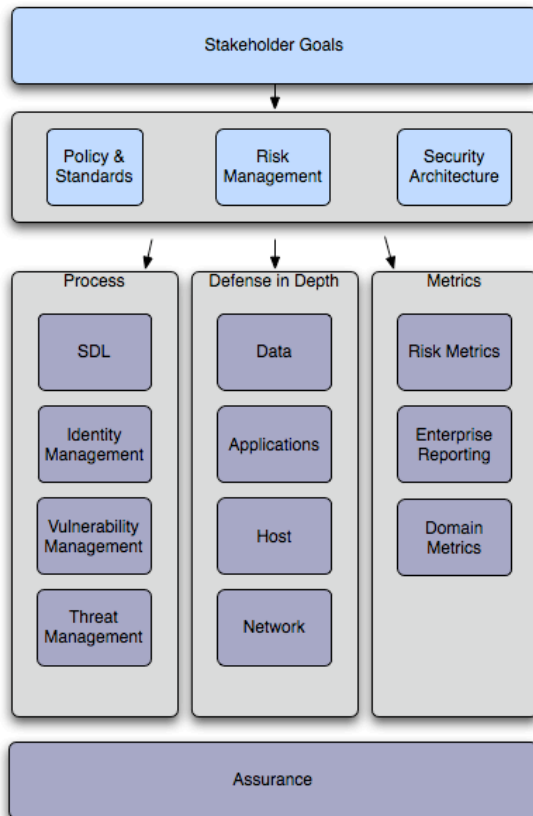 Stakeholder Goals
Policy &
Standards
Risk
Management
Security
Architecture
Process
SDL
Identity
Management
Vulnerability
Management
Threat
Management
Defense in Depth
Data
Applications
Host
Network
Metrics
Risk Metrics
Enterprise
Reporting
Domain
Metrics
Assurance